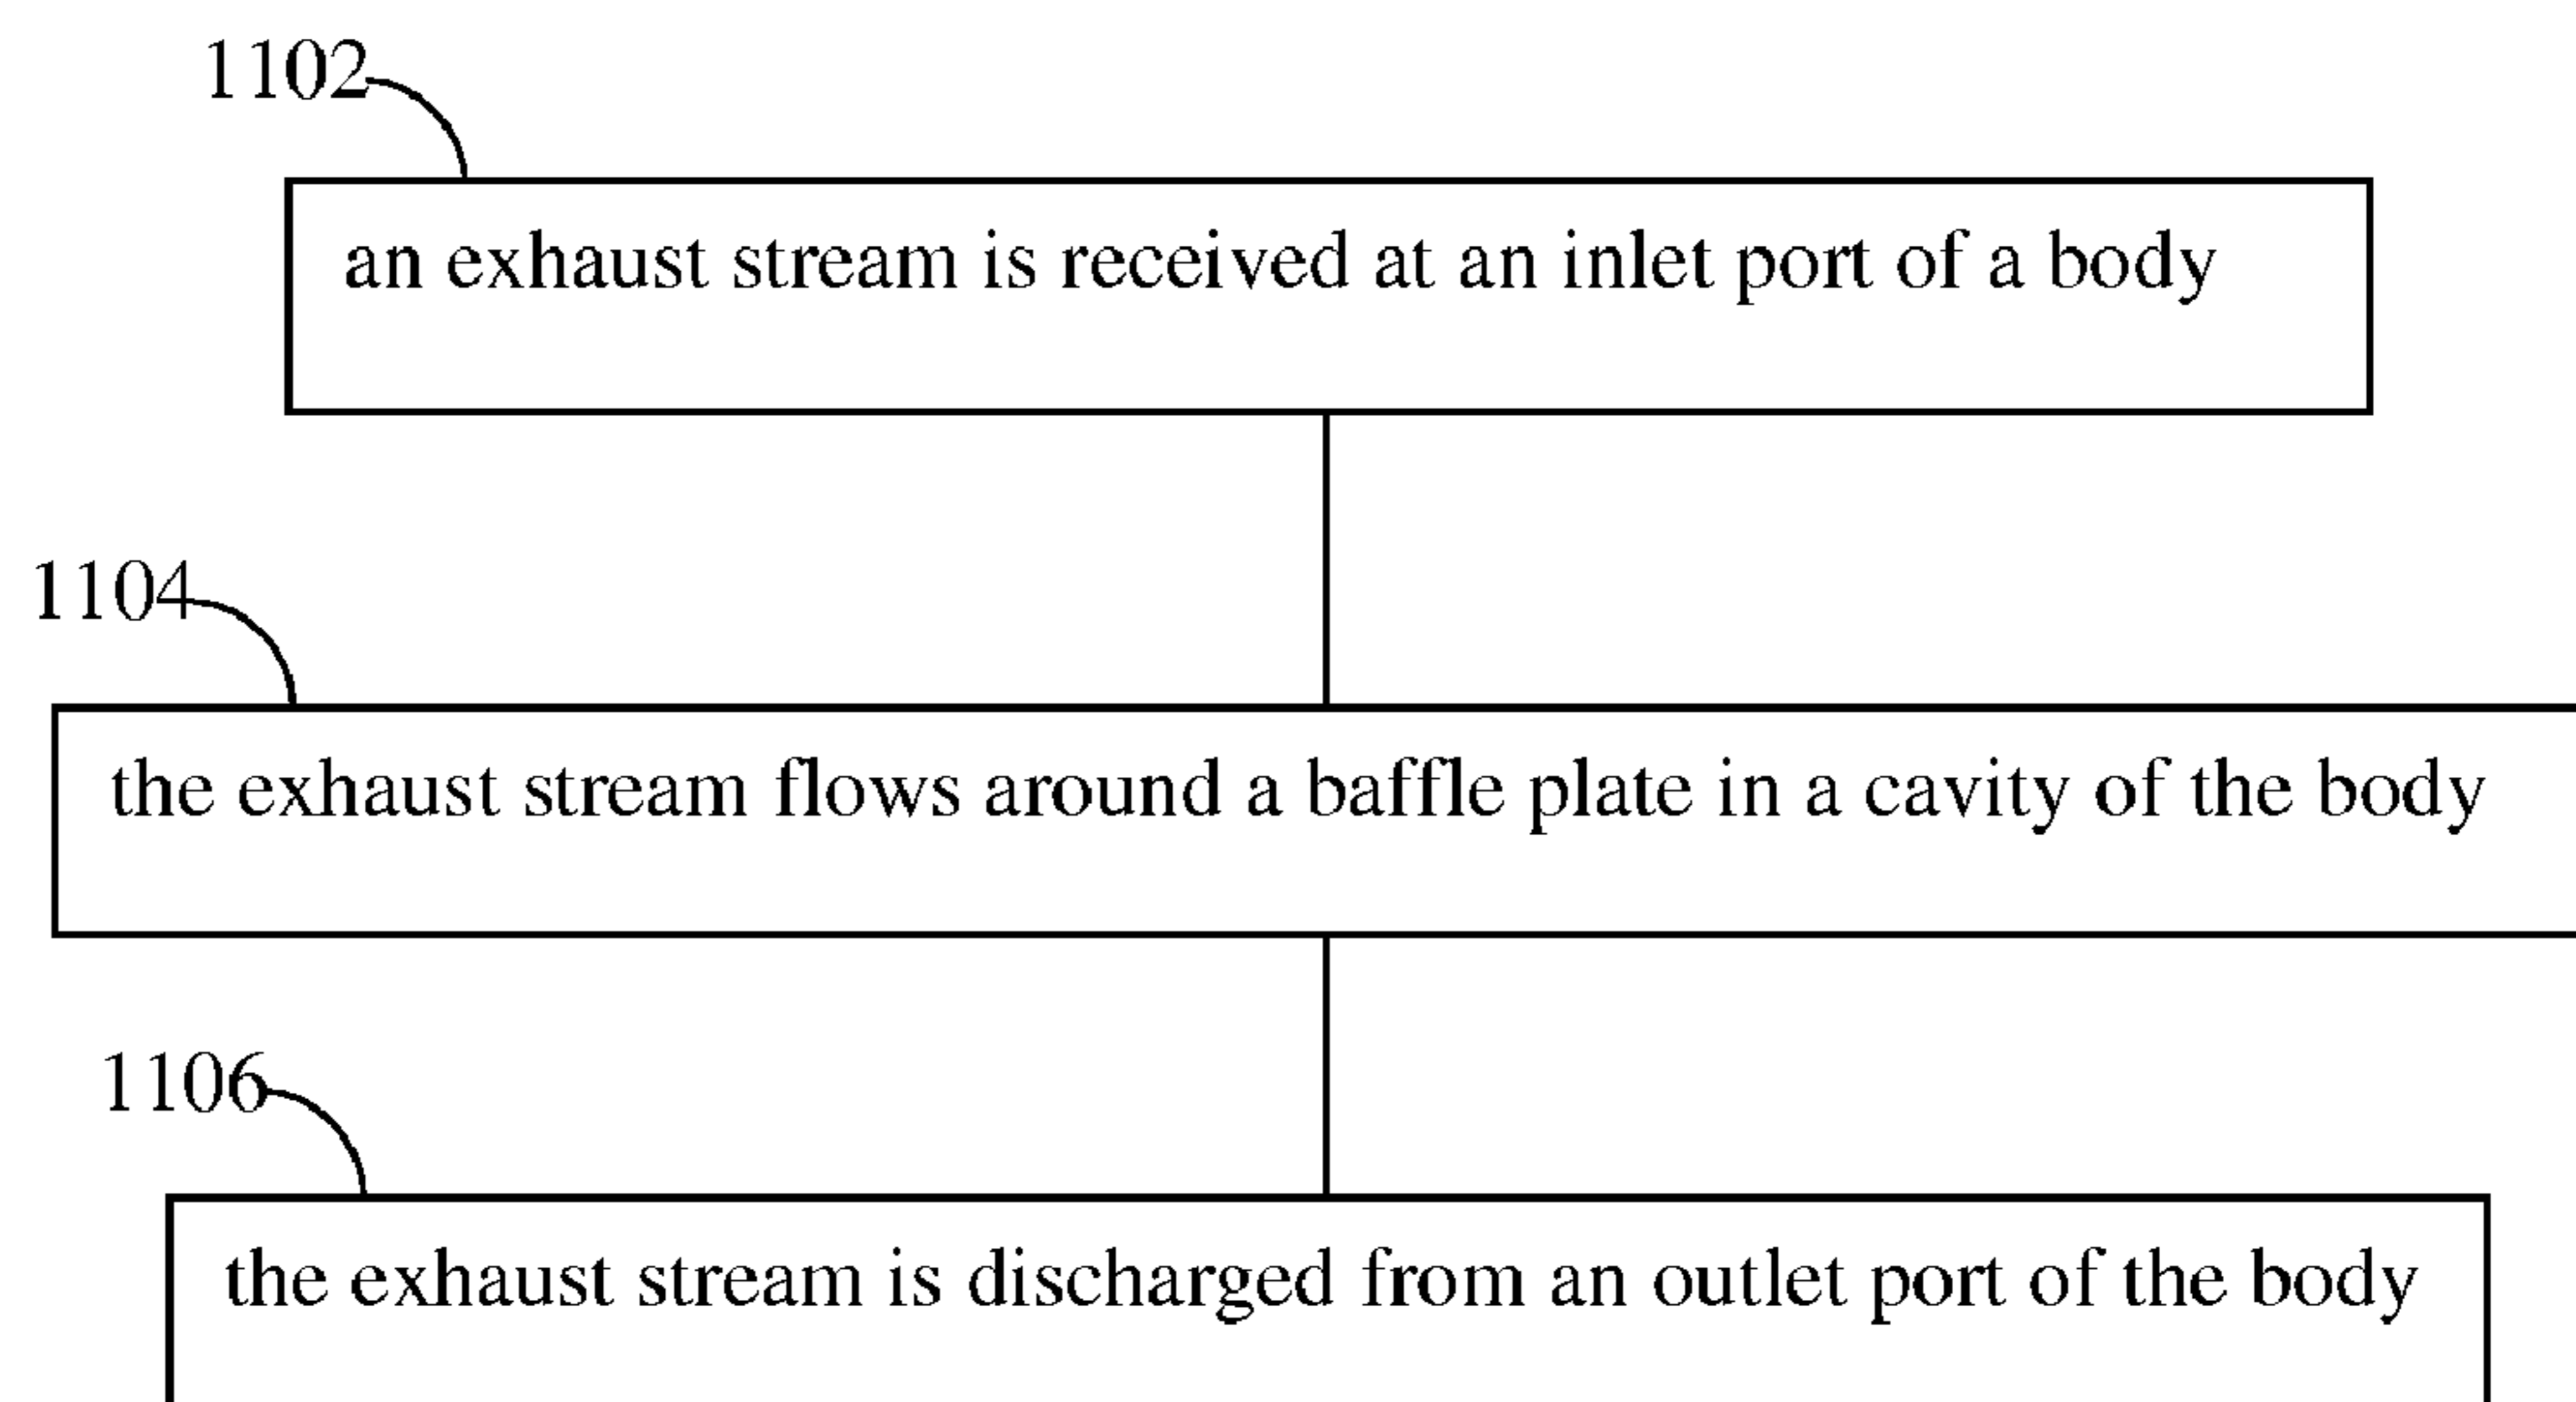 1102
an exhaust stream is received at an inlet port of a body
1104
the exhaust stream flows around a baffle plate in a cavity of the body
1106
the exhaust stream is discharged from an outlet port of the body